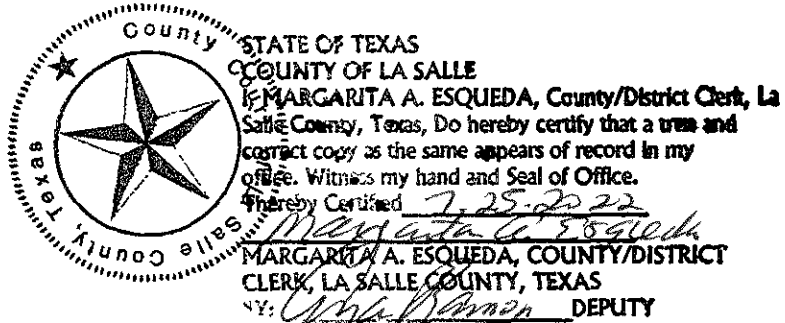 County
Salle County, Texas
STATE OF TEXAS
COUNTY OF LA SALLE
I, MARGARITA A. ESQUEDA, County/District Clerk, La
Salle County, Texas, Do hereby certify that a true and
correct copy as the same appears of record in my
office. Witness my hand and Seal of Office.
Thereby Certified 7.25.2022
Margarita A. Esqueda
MARGARITA A. ESQUEDA, COUNTY/DISTRICT
CLERK, LA SALLE COUNTY, TEXAS
BY: Ramon DEPUTY